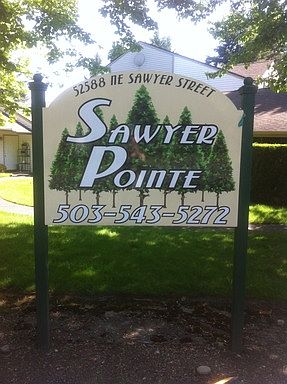 52588 NE SAWYER STREET
SAWYER
POINTE
503-543-5272